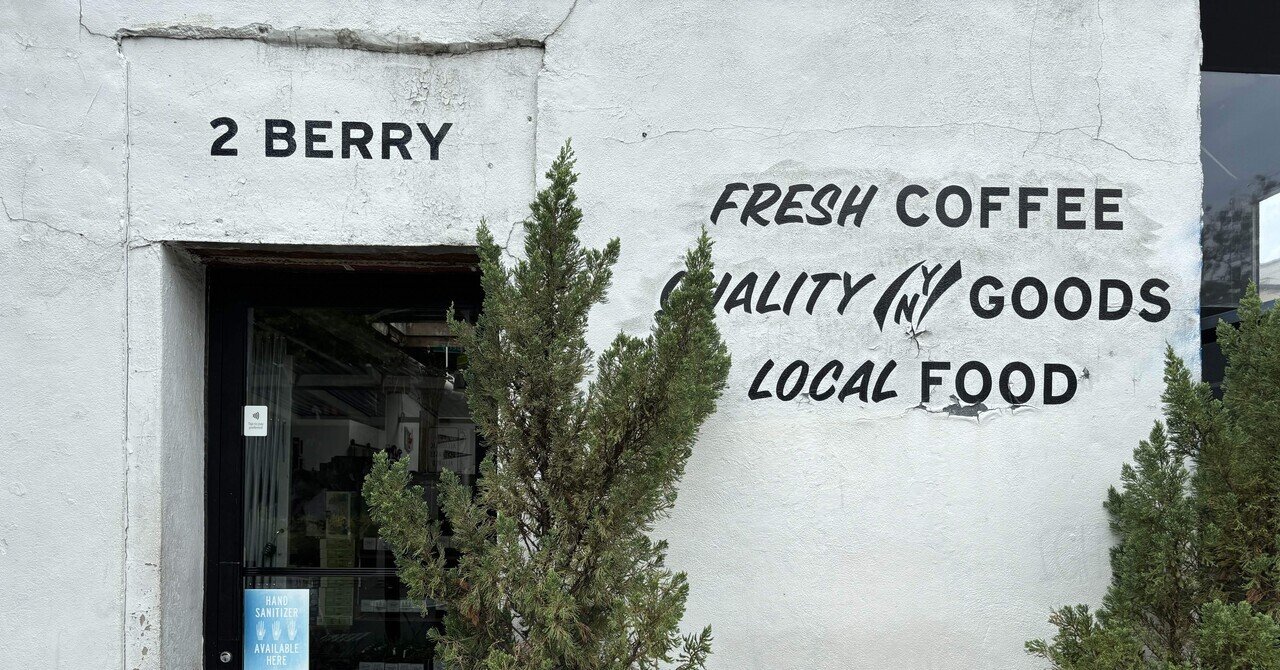 2 BERRY
FRESH COFFEE
QUALITY NY GOODS
LOCAL FOOD
HAND
SANITIZER
AVAILABLE
HERE